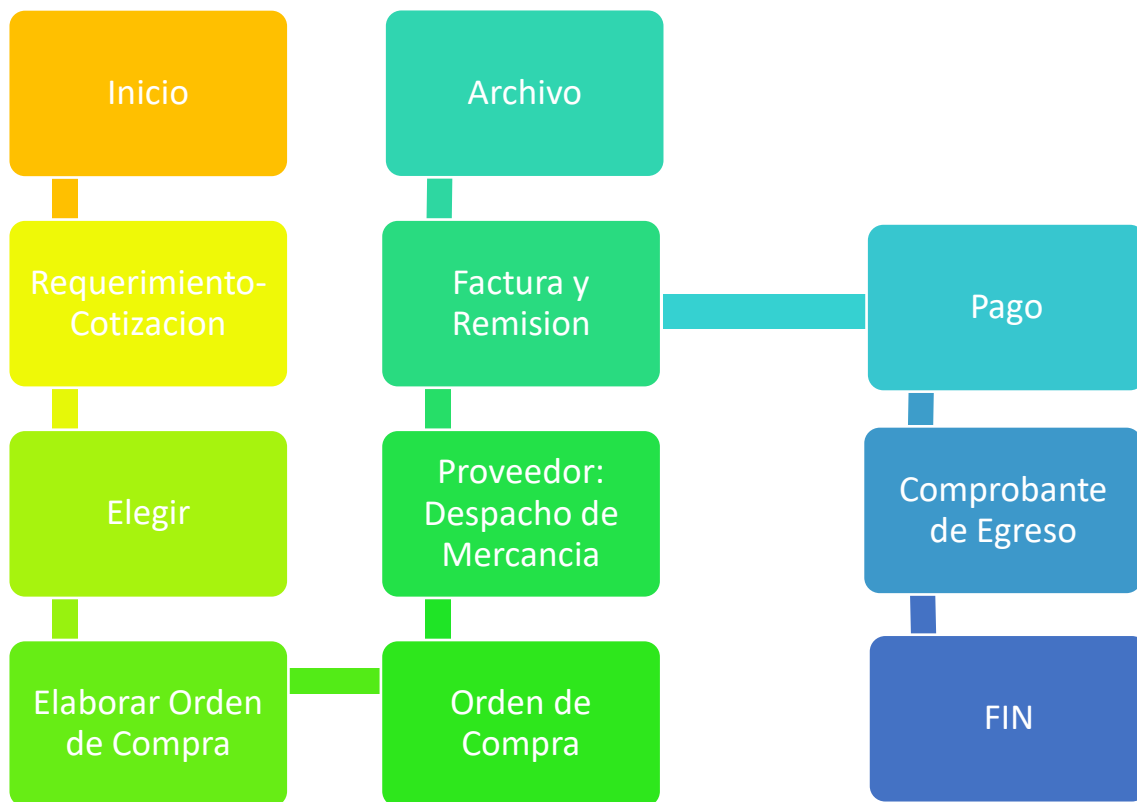 Inicio
Requerimiento-
Cotizacion
Elegir
Elaborar Orden
de Compra
Orden de
Compra
Proveedor:
Despacho de
Mercancia
Factura y
Remision
Archivo
Pago
Comprobante
de Egreso
FIN